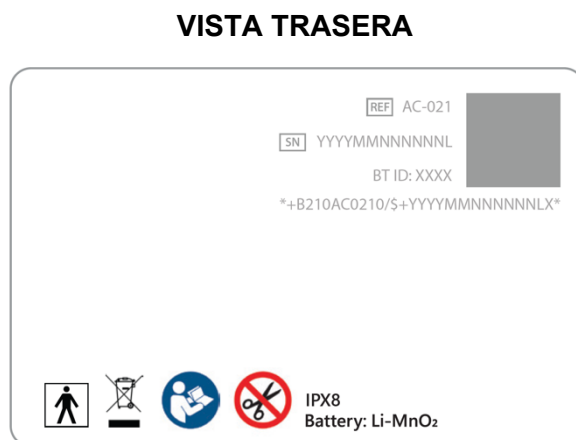 VISTA TRASERA
REF AC-021
SN YYYYMMNNNNNNL
BT ID: XXXX
*+B210AC0210/$+YYYYMMNNNNNNLX*
IPX8
Battery: Li-MnO₂